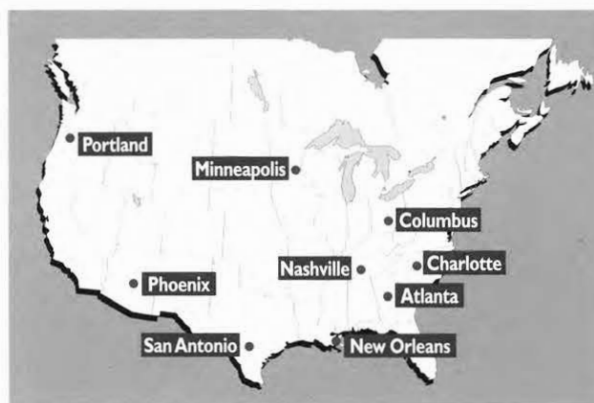 Portland
Minneapolis
Columbus
Nashville
Charlotte
Phoenix
Atlanta
San Antonio
New Orleans